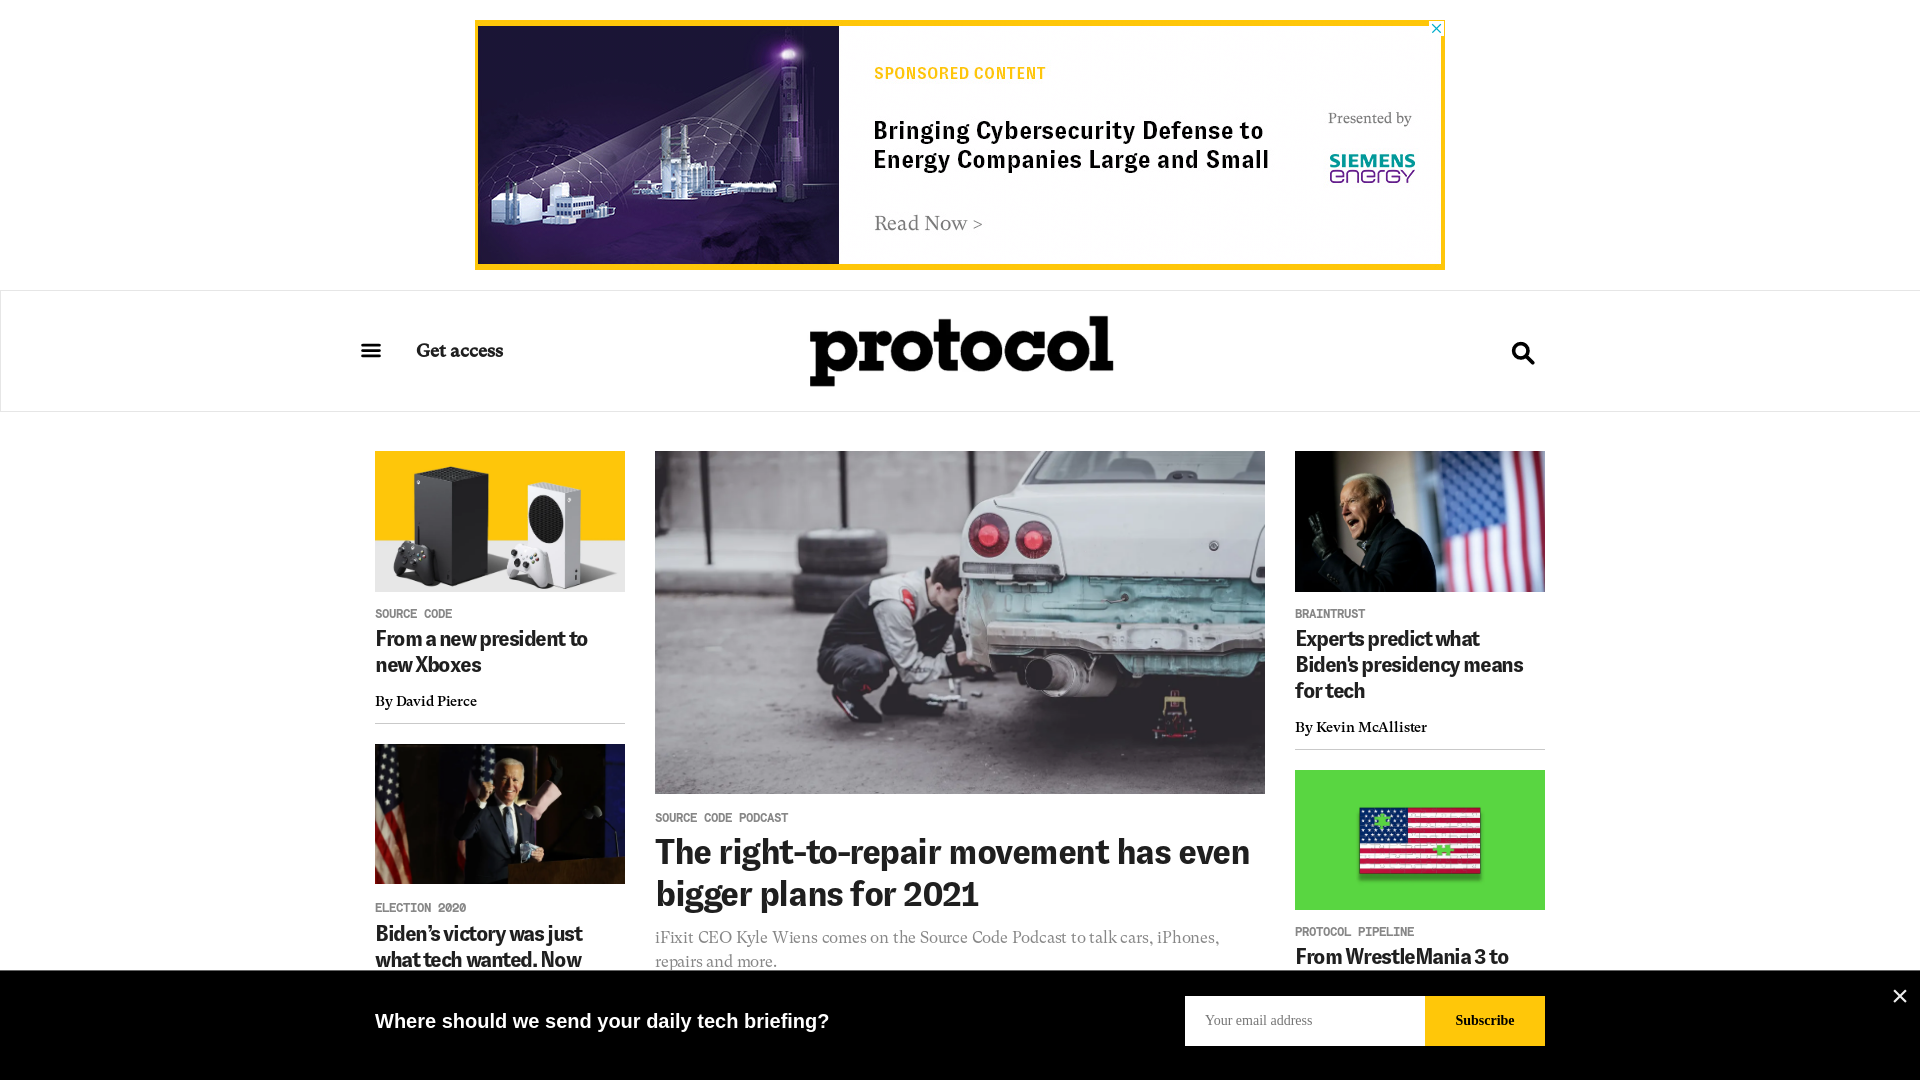 SPONSORED CONTENT
Bringing Cybersecurity Defense to
Energy Companies Large and Small
Read Now >
Presented by
SIEMENS
energy
Get access
protocol
SOURCE CODE
From a new president to
new Xboxes
By David Pierce
ELECTION 2020
Biden’s victory was just
what tech wanted. Now
SOURCE CODE PODCAST
The right-to-repair movement has even
bigger plans for 2021
iFixit CEO Kyle Wiens comes on the Source Code Podcast to talk cars, iPhones,
repairs and more.
BRAINTRUST
Experts predict what
Biden's presidency means
for tech
By Kevin McAllister
PROTOCOL PIPELINE
From WrestleMania 3 to
Where should we send your daily tech briefing?
Your email address
Subscribe